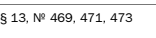 § 13, № 469, 471, 473